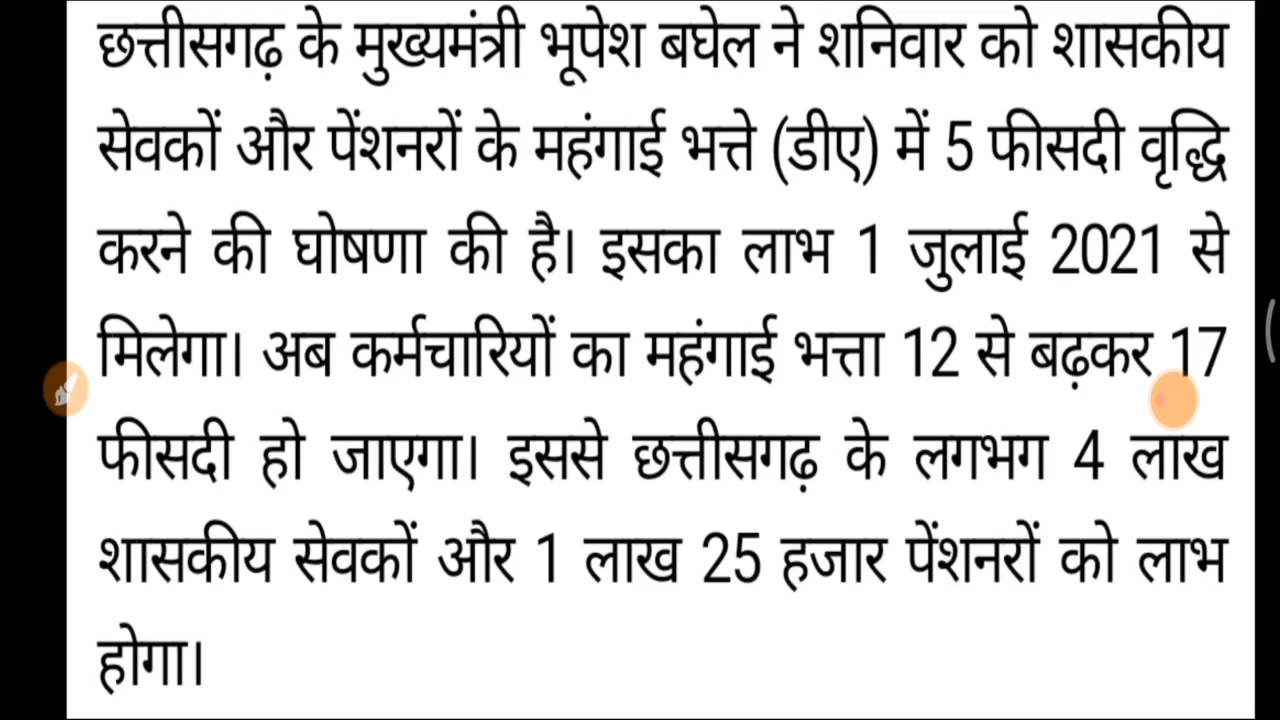 छत्तीसगढ़ के मुख्यमंत्री भूपेश बघेल ने शनिवार को शासकीय
सेवकों और पेंशनरों के महंगाई भत्ते (डीए) में 5 फीसदी वृद्धि
करने की घोषणा की है। इसका लाभ 1 जुलाई 2021 से
मिलेगा। अब कर्मचारियों का महंगाई भत्ता 12 से बढ़कर 17
फीसदी हो जाएगा। इससे छत्तीसगढ़ के लगभग 4 लाख
शासकीय सेवकों और 1 लाख 25 हजार पेंशनरों को लाभ
होगा।